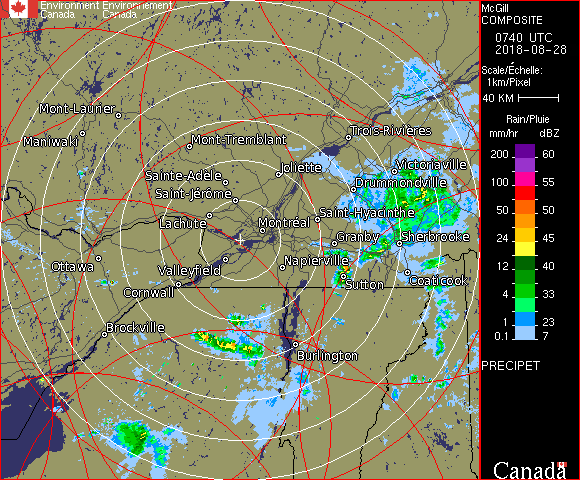 Environment Environnement
Canada Canada
McGill
COMPOSITE
0740 UTC
2018-08-28
Scale/Échelle:
1km/Pixel
40 KM
Rain/Pluie
mm/hr dBZ
200 60
150 57
100 55
50 50
24 45
12 40
4 33
1 23
0.1 7
PRECIPET
Canada
Mont-Laurier
Maniwaki
Mont-Tremblant
Trois-Rivières
Joliette
Victoriaville
Sainte-Adèle
Drummondville
Saint-Jérôme
Saint-Hyacinthe
Lachute
Montréal
Granby
Sherbrooke
Ottawa
Valleyfield
Napierville
Coaticook
Cornwall
Sutton
Brockville
Burlington